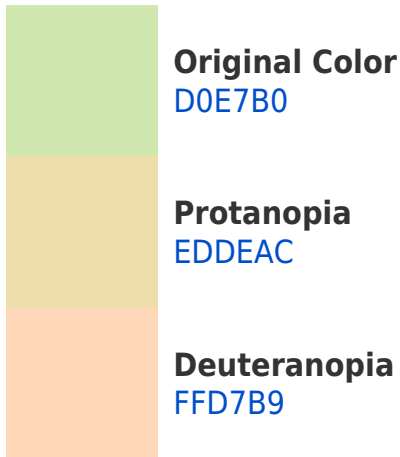 Original Color
D0E7B0
Protanopia
EDDEAC
Deuteranopia
FFD7B9